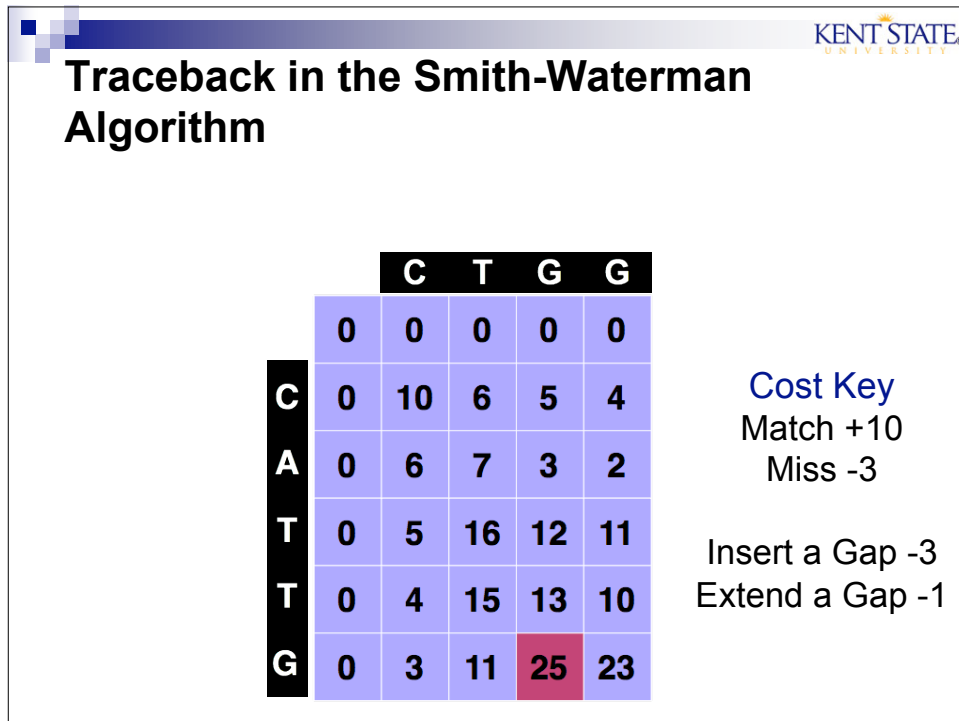 KENT STATE
UNIVERSITY
Traceback in the Smith-Waterman
Algorithm
C T G G
0 0 0 0 0
C 0 10 6 5 4
A 0 6 7 3 2
T 0 5 16 12 11
T 0 4 15 13 10
G 0 3 11 25 23
Cost Key
Match +10
Miss -3
Insert a Gap -3
Extend a Gap -1